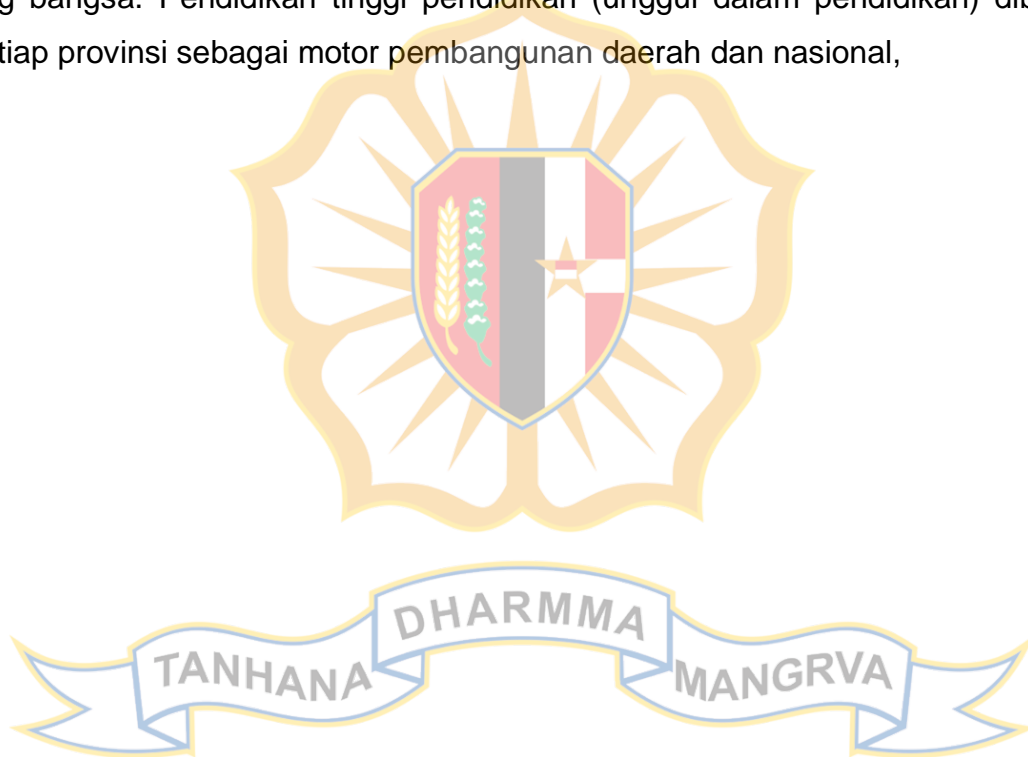 bangsa. Pendidikan tinggi pendidikan (unggul dalam pendidikan)
tiap provinsi sebagai motor pembangunan daerah dan nasional,
TANHANA DHARMMA MANGRVA